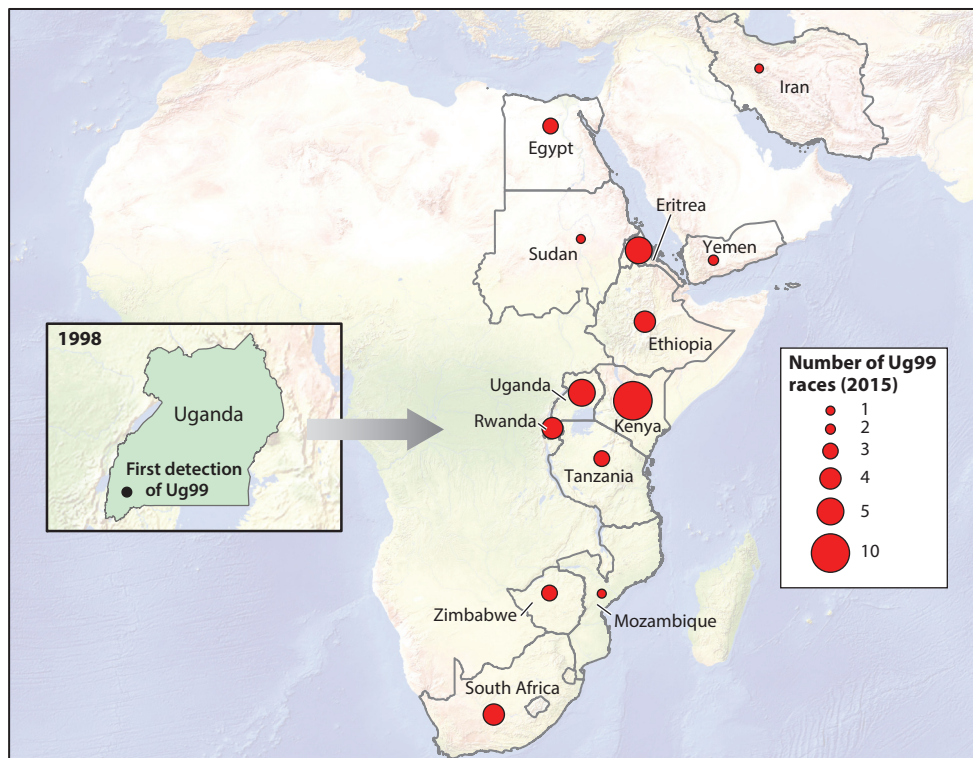 Iran
Egypt
Eritrea
Sudan
Yemen
Ethiopia
1998
Uganda
First detection
of Ug99
Uganda
Rwanda
Kenya
Tanzania
Number of Ug99
races (2015)
1
2
3
4
5
10
Zimbabwe
Mozambique
South Africa